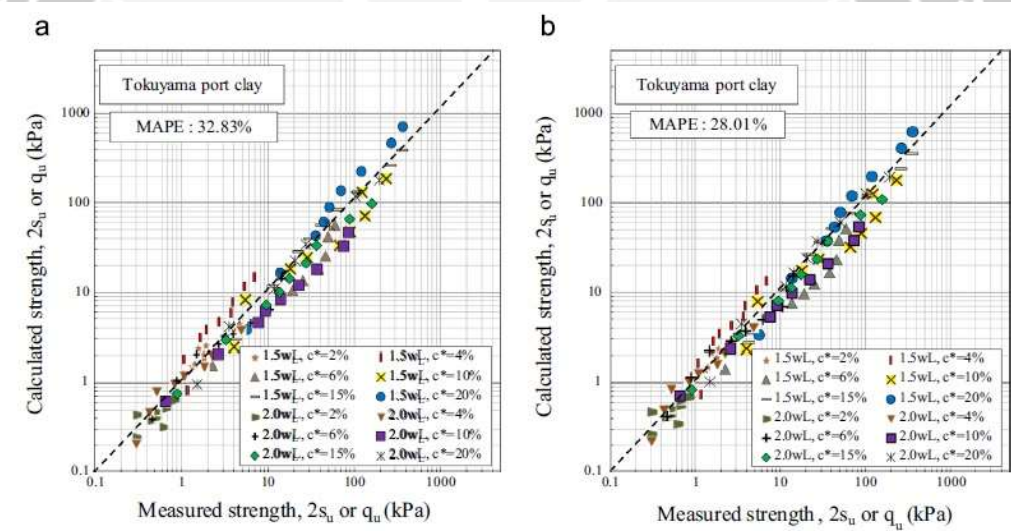 a
Tokuyama port clay
MAPE : 32.83%
Calculated strength, 2su or qu (kPa)
1000
100
10
1
0.1
0.1 1 10 100 1000
Measured strength, 2su or qu (kPa)
1.5wL, c*=2% 1.5wL, c*=4%
1.5wL, c*=6% 1.5wL, c*=10%
1.5wL, c*=15% 1.5wL, c*=20%
2.0wL, c*=2% 2.0wL, c*=4%
2.0wL, c*=6% 2.0wL, c*=10%
2.0wL, c*=15% 2.0wL, c*=20%
b
Tokuyama port clay
MAPE : 28.01%
Calculated strength, 2su or qu (kPa)
1000
100
10
1
0.1
0.1 1 10 100 1000
Measured strength , 2su or qu (kPa)
1.5wL, c*=2% 1.5wL, c*=4%
1.5wL, c*=6% 1.5wL, c*=10%
1.5wL, c*=15% 1.5wL, c*=20%
2.0wL, c*=2% 2.0wL, c*=4%
2.0wL, c*=6% 2.0wL, c*=10%
2.0wL, c*=15% 2.0wL, c*=20%